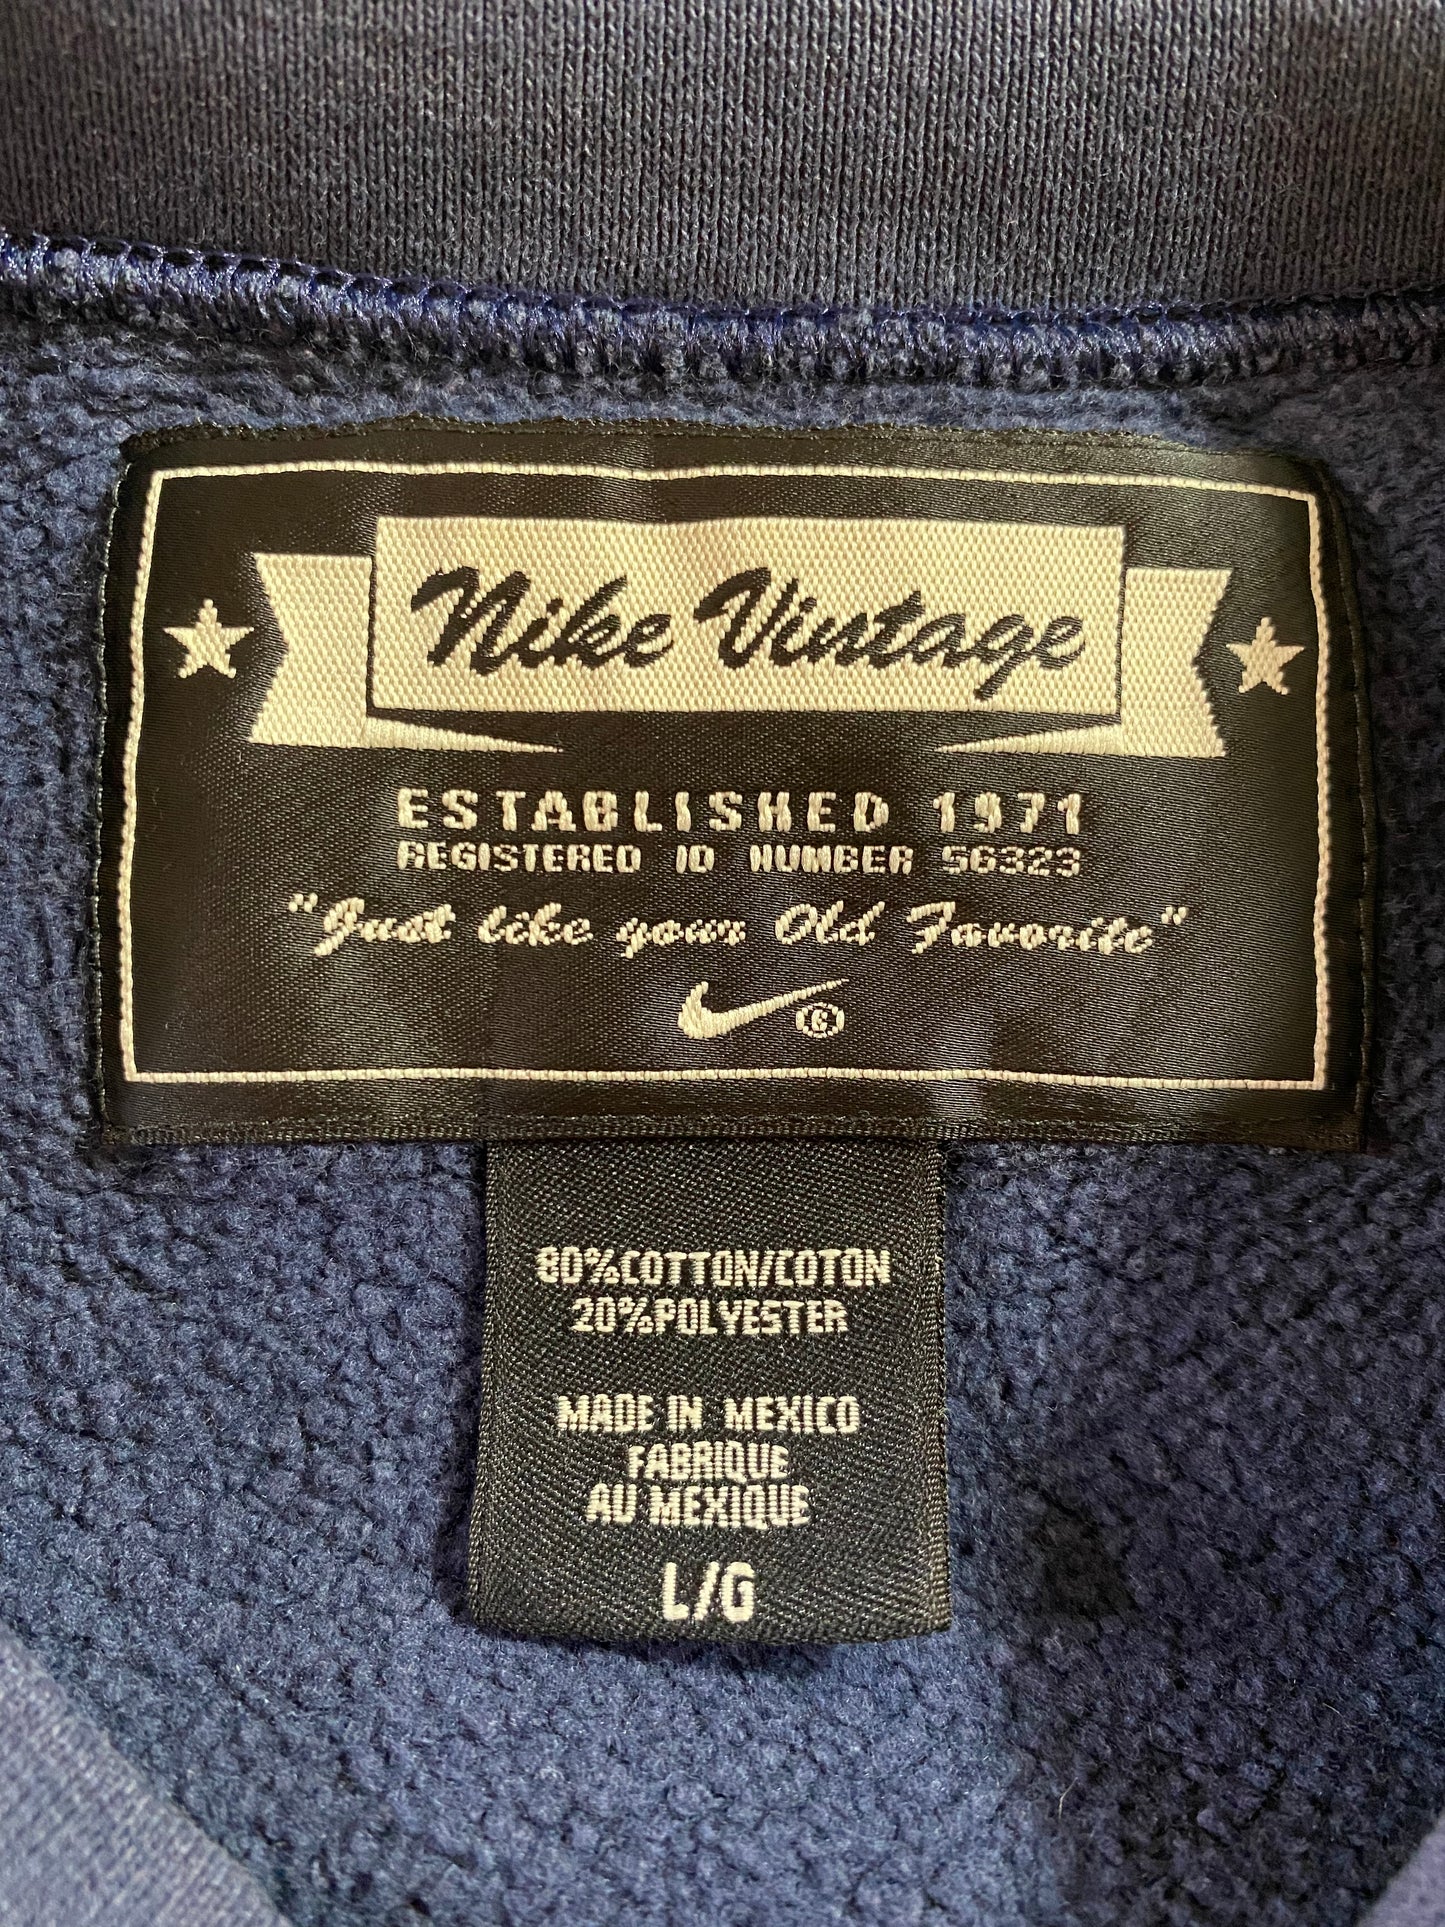 Nike Vintage
ESTABLISHED 1971
REGISTERED ID NUMBER 56323
"Just like your Old Favorite"
80%COTTON/COTON
20%POLYESTER
MADE IN MEXICO
FABRIQUE
AU MEXIQUE
L/G